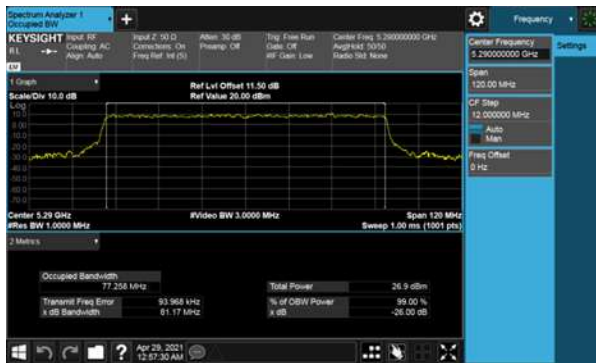 Spectrum Analyzer 1
Occupied BW
Frequency
KEYSIGHT Input: RF Input Z: 50 Ω Atten: 30 dB Trig: Free Run Center Freq: 5.290000000 GHz
RL Coupling: AC Corrections: On Preamp: Off Gate: Off Avg|Hold: 50/50
Align: Auto Freq Ref: Int (S) #IF Gain: Low Radio Std: None
Center Frequency
5.290000000 GHz
Settings
Span
120.00 MHz
CF Step
12.000000 MHz
Auto
Man
Freq Offset
0 Hz
1 Graph
Ref Lvl Offset 11.50 dB
Scale/Div 10.0 dB Ref Value 20.00 dBm
Log
10.0
0.00
Center 5.29 GHz #Video BW 3.0000 MHz Span 120 MHz
#Res BW 1.0000 MHz Sweep 1.00 ms (1001 pts)
2 Metrics
Occupied Bandwidth
77.258 MHz Total Power 26.9 dBm
Transmit Freq Error 93.968 kHz % of OBW Power 99.00 %
x dB Bandwidth 81.17 MHz x dB -26.00 dB
? Apr 29, 2021
12:57:30 AM